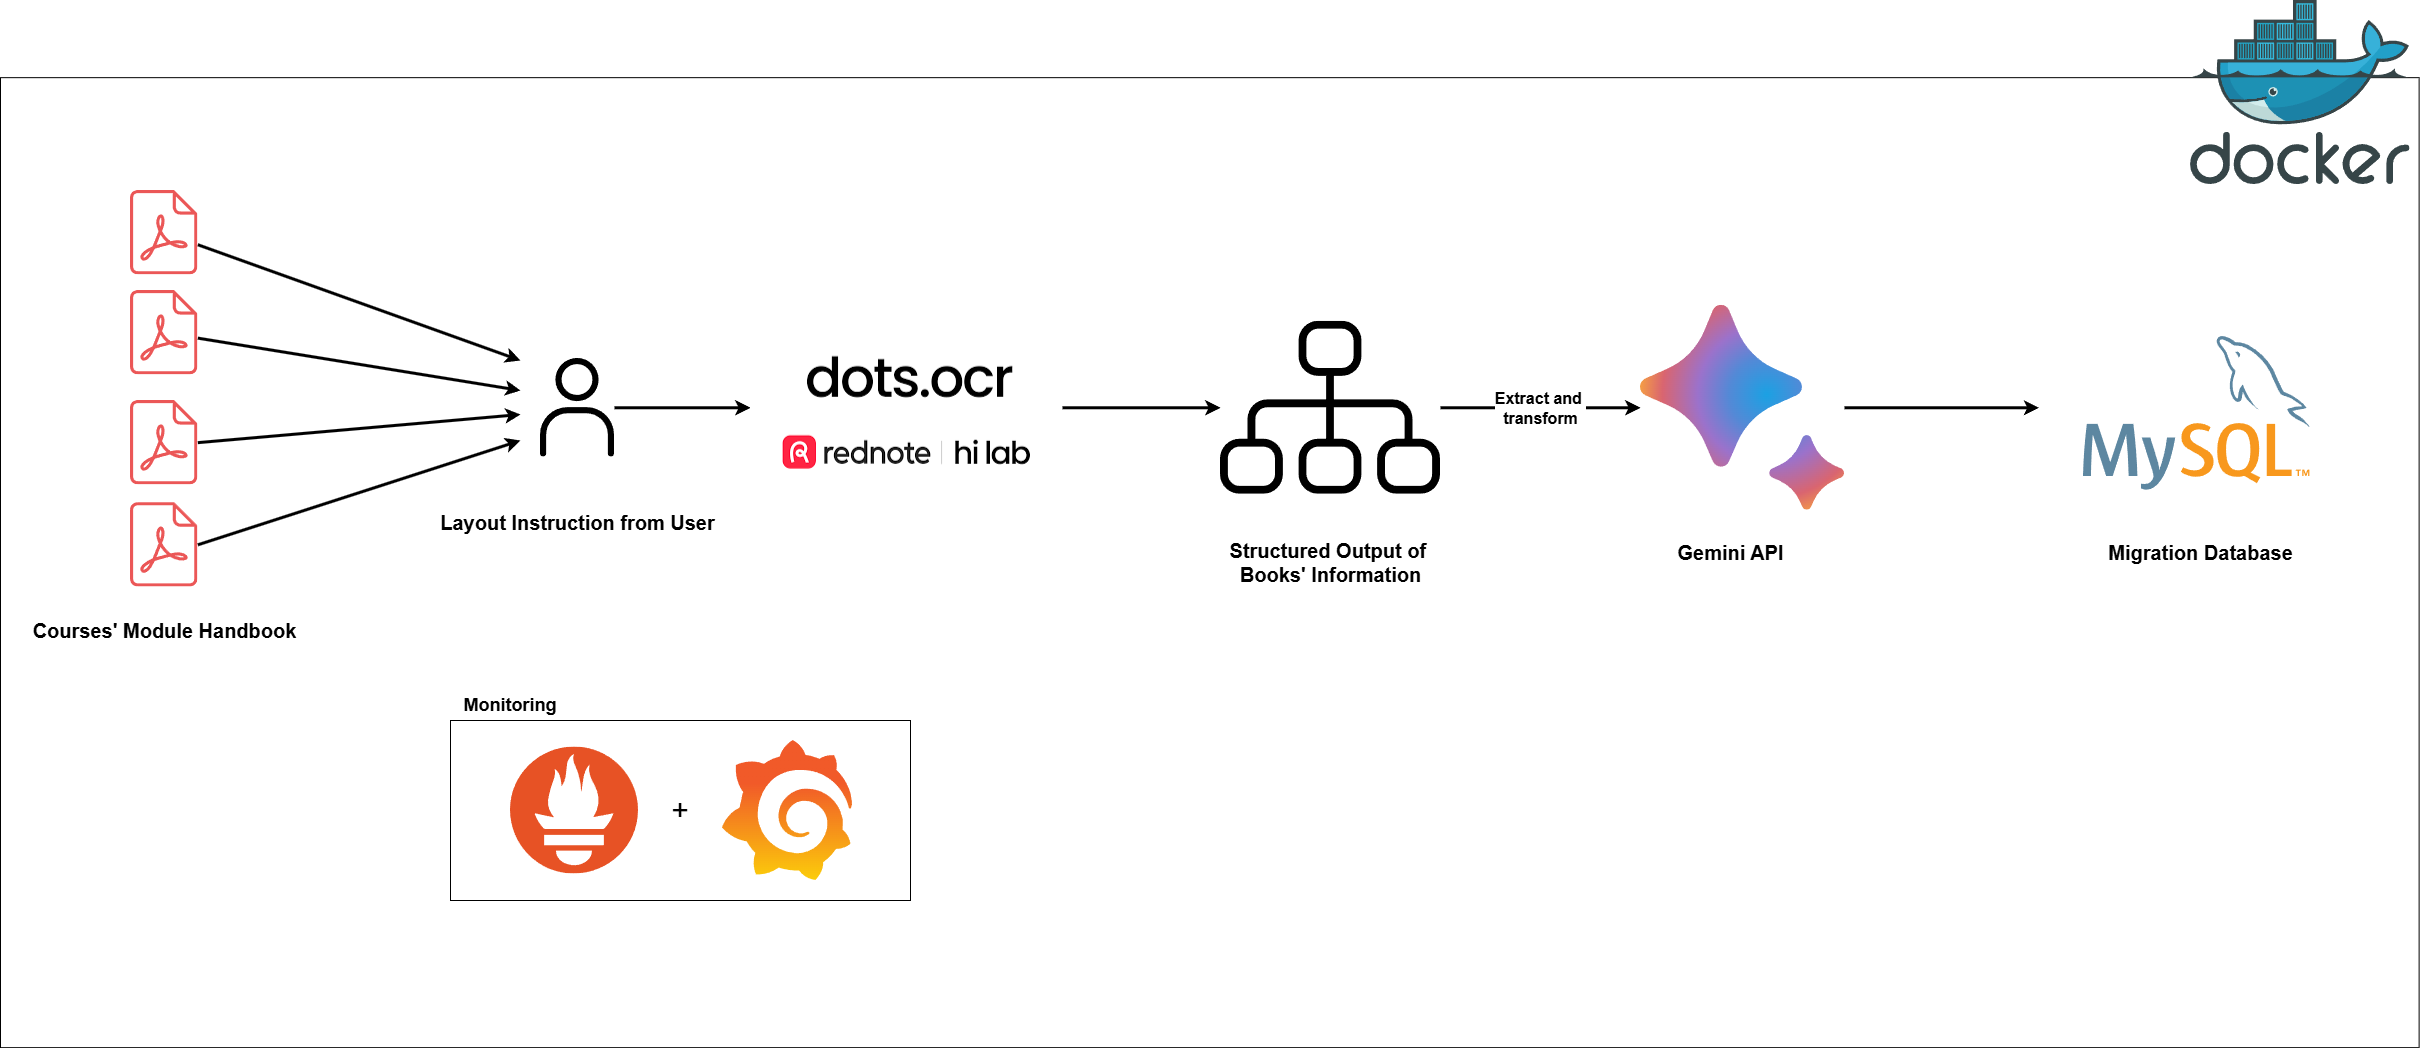 docker
dots.ocr
rednote | hi lab
Extract and
transform
MySQL™
Layout Instruction from User
Structured Output of
Books' Information
Gemini API
Migration Database
Courses' Module Handbook
Monitoring
+